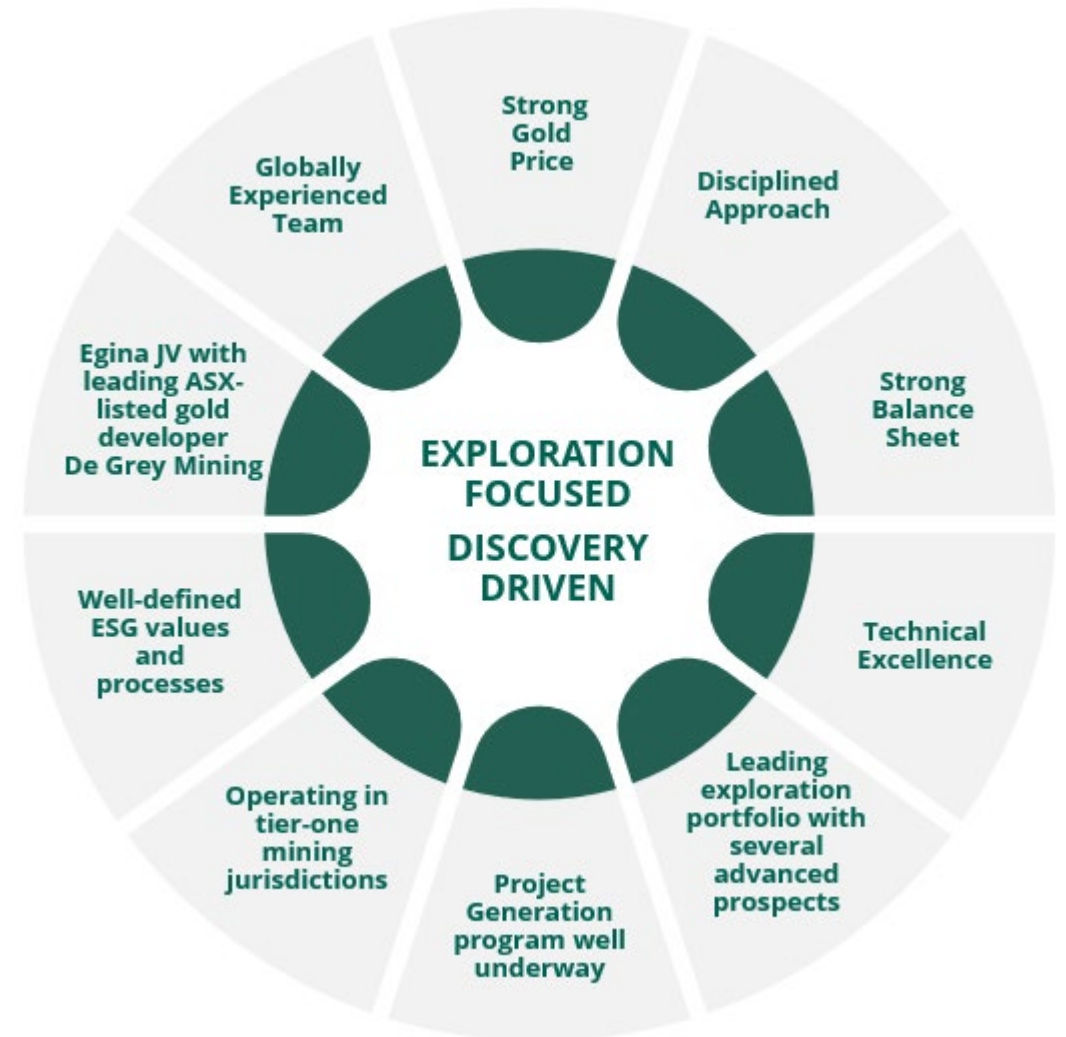 Strong
Gold
Price
Disciplined
Approach
Strong
Balance
Sheet
Technical
Excellence
Leading
exploration
portfolio with
several
advanced
prospects
Project
Generation
program well
underway
Operating in
tier-one
mining
jurisdictions
Well-defined
ESG values
and
processes
Egina JV with
leading ASX-
listed gold
developer
De Grey Mining
Globally
Experienced
Team
EXPLORATION
FOCUSED
DISCOVERY
DRIVEN